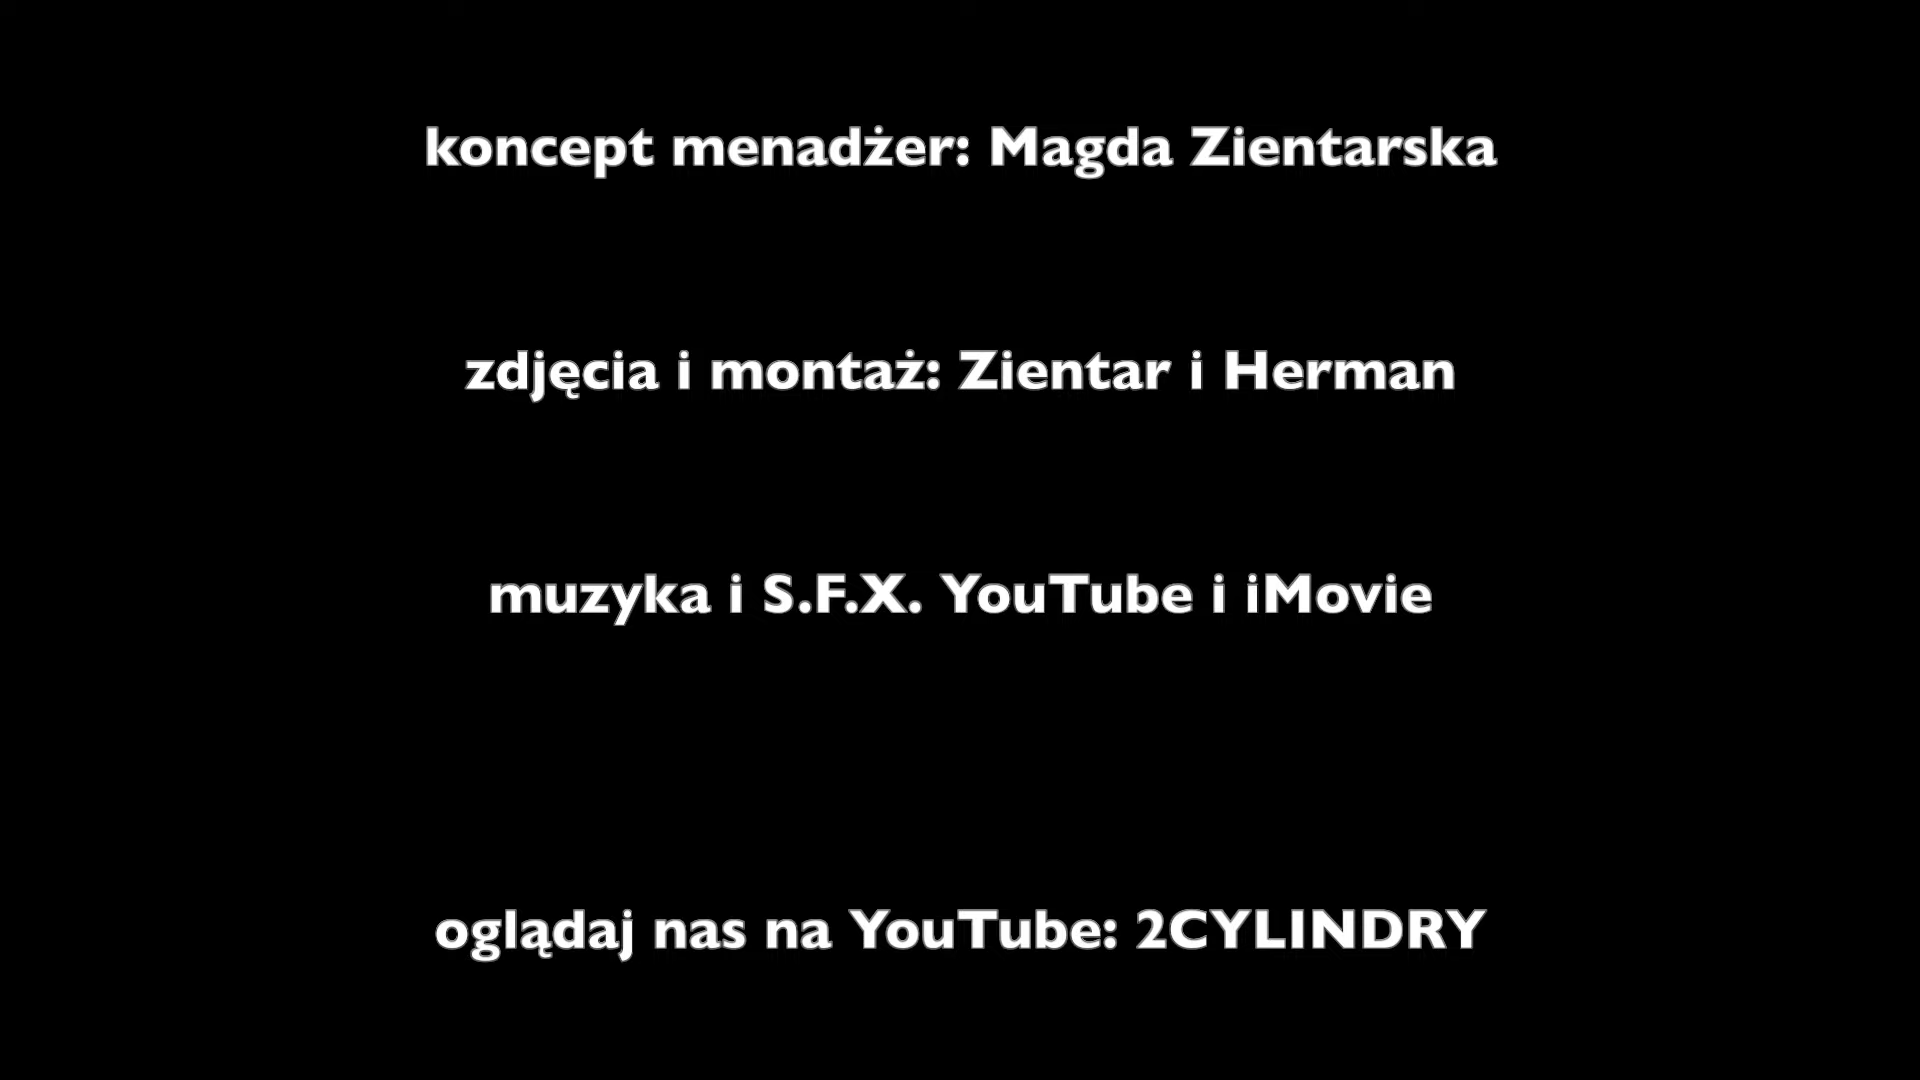 koncept menadżer: Magda Zientarska
zdjęcia i montaż: Zientar i Herman
muzyka i S.F.X. YouTube i iMovie
oglądaj nas na YouTube: 2CYLINDRY